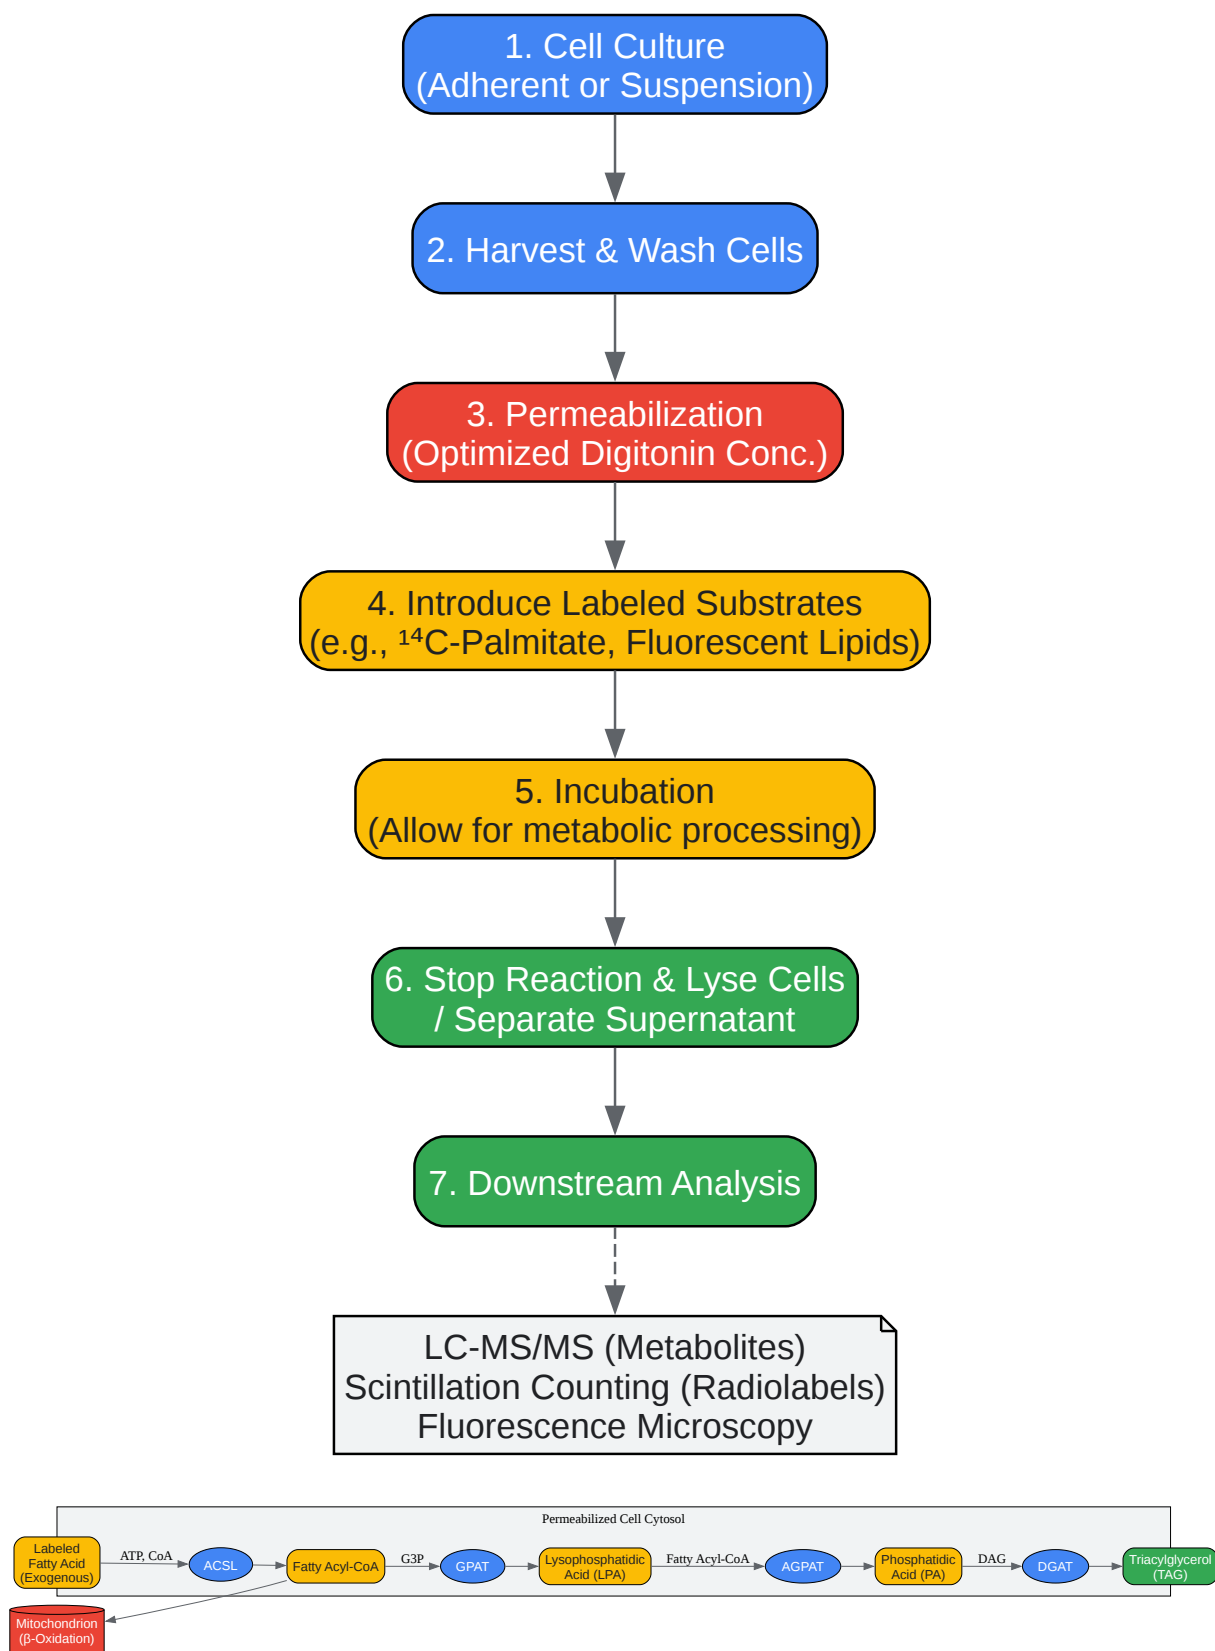 1. Cell Culture
(Adherent or Suspension)
2. Harvest & Wash Cells
3. Permeabilization
(Optimized Digitonin Conc.)
4. Introduce Labeled Substrates
(e.g., ¹⁴C-Palmitate, Fluorescent Lipids)
5. Incubation
(Allow for metabolic processing)
6. Stop Reaction & Lyse Cells
/ Separate Supernatant
7. Downstream Analysis
LC-MS/MS (Metabolites)
Scintillation Counting (Radiolabels)
Fluorescence Microscopy
Permeabilized Cell Cytosol
Labeled
Fatty Acid
(Exogenous)
ATP, CoA
ACSL
Fatty Acyl-CoA
G3P
GPAT
Lysophosphatidic
Acid (LPA)
Fatty Acyl-CoA
AGPAT
Phosphatidic
Acid (PA)
DAG
DGAT
Triacylglycerol
(TAG)
Mitochondrion
(β-Oxidation)